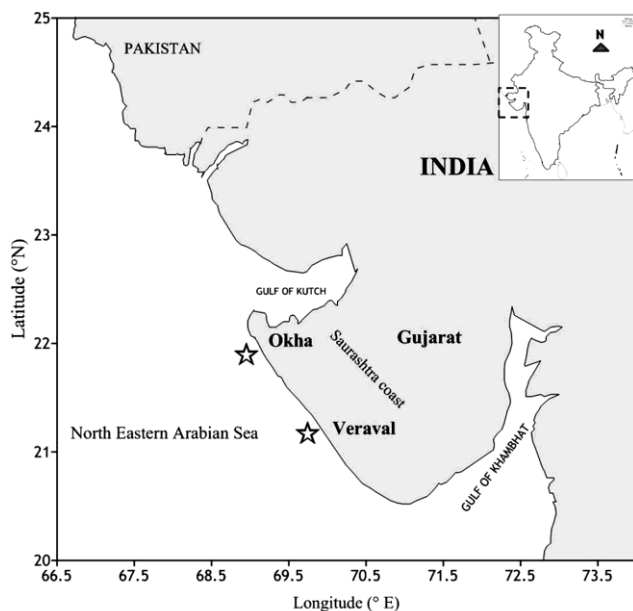 25
24
23
22
21
20
Latitude (°N)
PAKISTAN
N
INDIA
GULF OF KUTCH
Okha
Gujarat
Saurashtra coast
Veraval
North Eastern Arabian Sea
GULF OF KHAMBHAT
66.5 67.5 68.5 69.5 70.5 71.5 72.5 73.5
Longitude (° E)